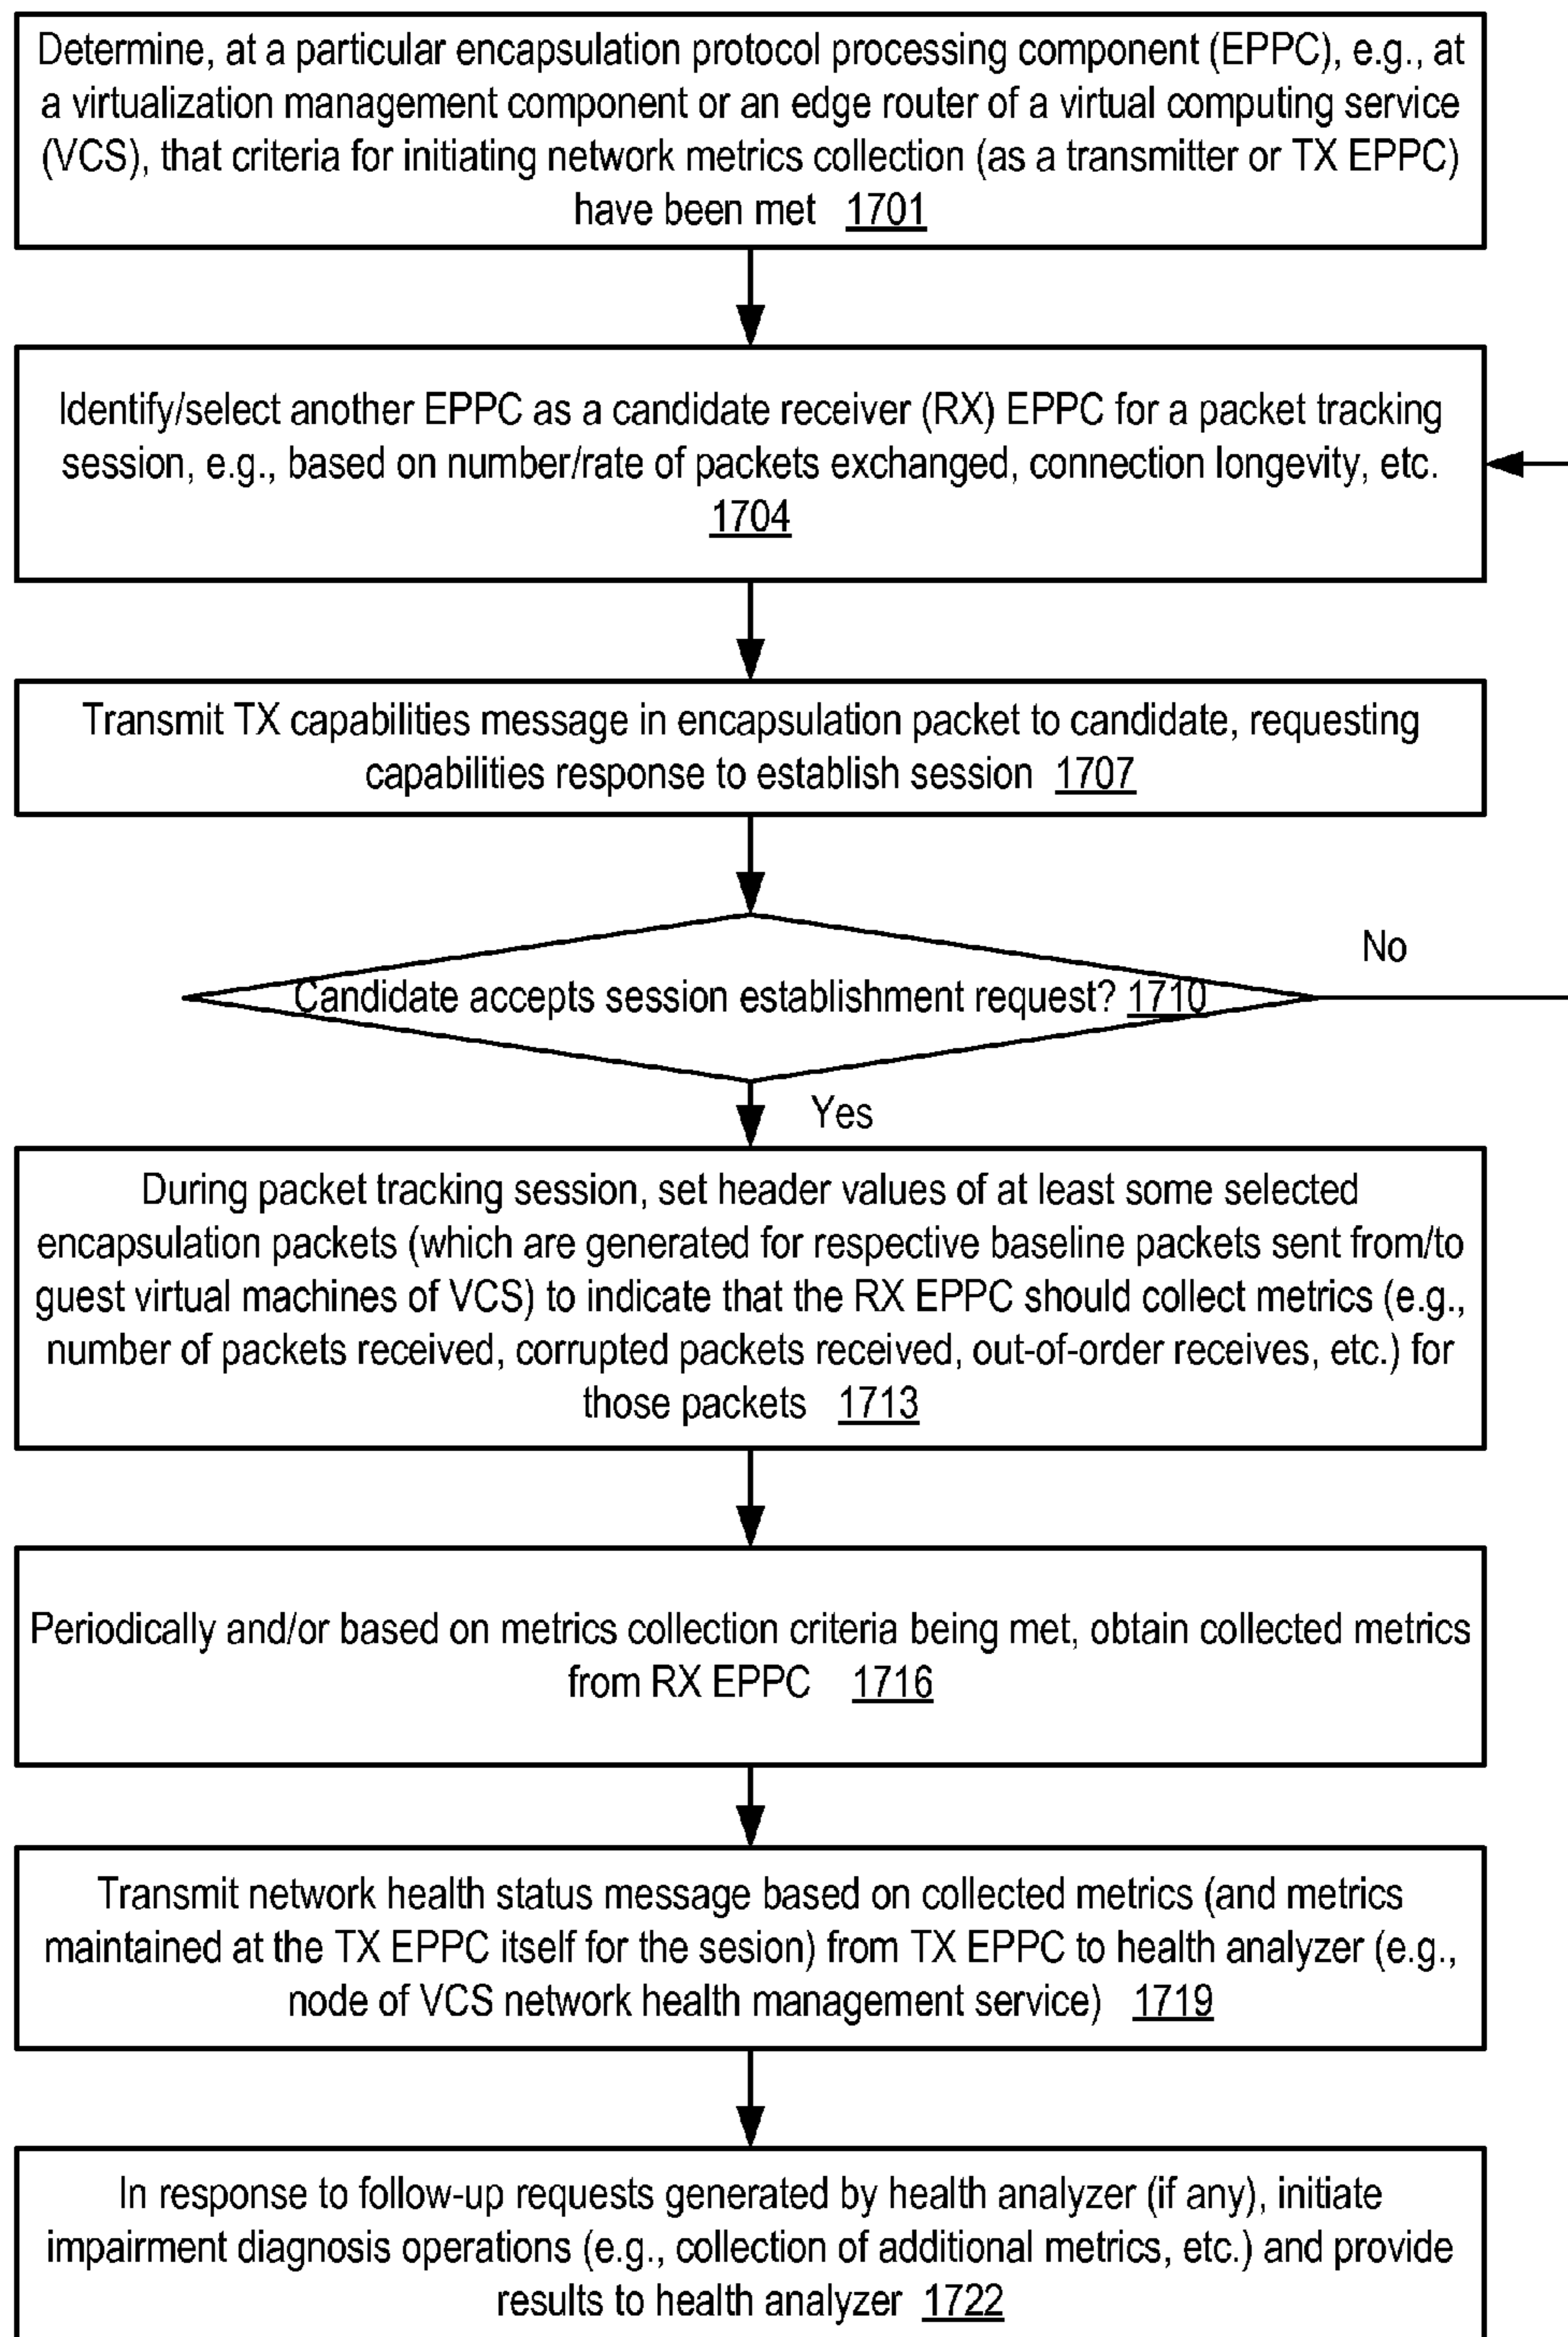 Determine, at a particular encapsulation protocol processing component (EPPC), e.g., at
a virtualization management component or an edge router of a virtual computing service
(VCS), that criteria for initiating network metrics collection (as a transmitter or TX EPPC)
have been met 1701
Identify/select another EPPC as a candidate receiver (RX) EPPC for a packet tracking
session, e.g., based on number/rate of packets exchanged, connection longevity, etc.
1704
Transmit TX capabilities message in encapsulation packet to candidate, requesting
capabilities response to establish session 1707
No
Candidate accepts session establishment request? 1710
Yes
During packet tracking session, set header values of at least some selected
encapsulation packets (which are generated for respective baseline packets sent from/to
guest virtual machines of VCS) to indicate that the RX EPPC should collect metrics (e.g.,
number of packets received, corrupted packets received, out-of-order receives, etc.) for
those packets 1713
Periodically and/or based on metrics collection criteria being met, obtain collected metrics
from RX EPPC 1716
Transmit network health status message based on collected metrics (and metrics
maintained at the TX EPPC itself for the sesion) from TX EPPC to health analyzer (e.g.,
node of VCS network health management service) 1719
In response to follow-up requests generated by health analyzer (if any), initiate
impairment diagnosis operations (e.g., collection of additional metrics, etc.) and provide
results to health analyzer 1722